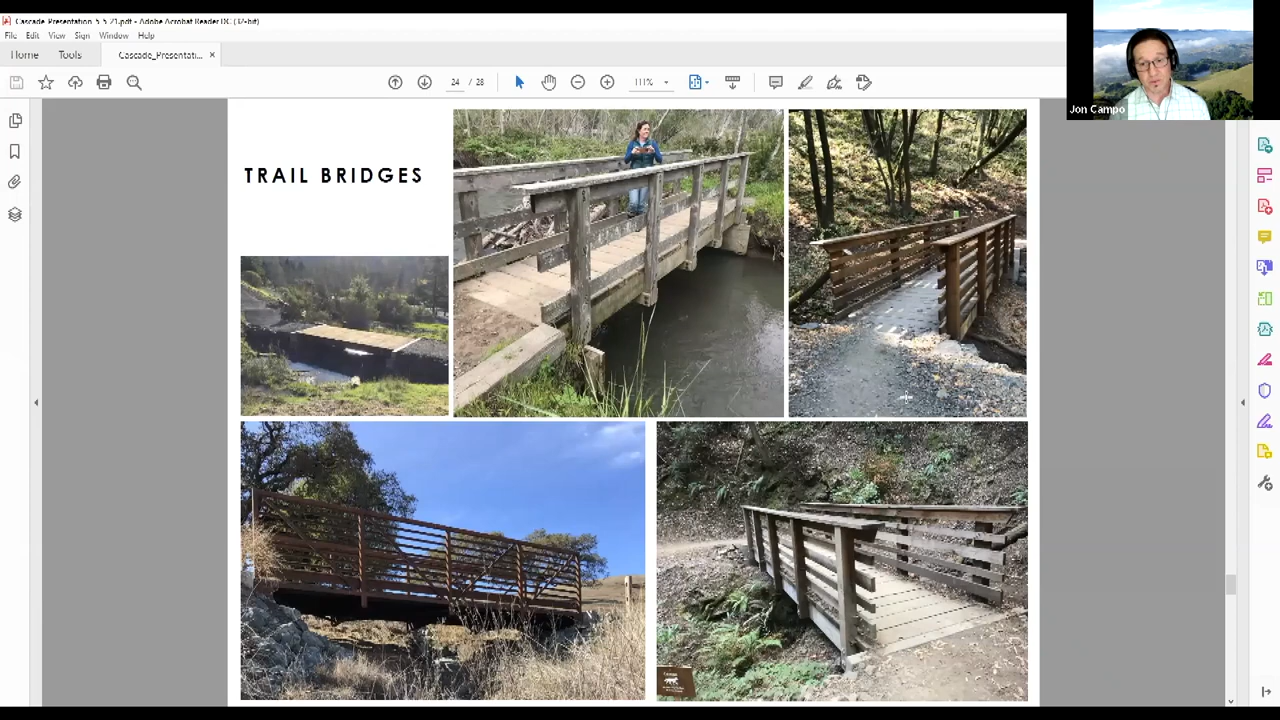 Cascade-Presentation-5-5-21.pdf - Adobe Acrobat Reader DC (32-bit)
File Edit View Sign Window Help
Home Tools Cascade_Presentati... ×
24 / 28 111%
Jon Campo
TRAIL BRIDGES